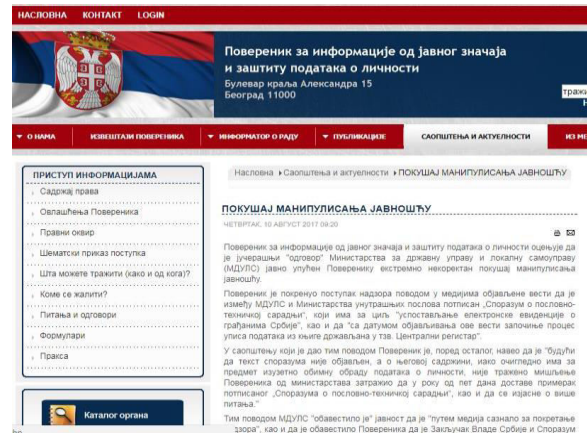 НАСЛОВНА КОНТАКТ LOGIN
Повереник за информације од јавног значаја
и заштиту података о личности
Булевар краља Александра 15
Београд 11000
тражи
О НАМА ИЗВЕШТАЈИ ПОВЕРЕНИКА ИНФОРМАТОР О РАДУ ПУБЛИКАЦИЈЕ САОПШТЕЊА И АКТУЕЛНОСТИ ИЗ МЕ
ПРИСТУП ИНФОРМАЦИЈАМА
Садржај права
Овлашћења Повереника
Правни оквир
Шематски приказ поступка
Шта можете тражити (како и од кога)?
Коме се жалити?
Питања и одговори
Формулари
Пракса
Каталог органа
Насловна Саопштења и актуелности ПОКУШАЈ МАНИПУЛИСАЊА ЈАВНОШЋУ
ПОКУШАЈ МАНИПУЛИСАЊА ЈАВНОШЋУ
ЧЕТВРТАК, 10 АВГУСТ 2017 09:20
Повереник за информације од јавног значаја и заштиту података о личности оцењује да
је јучерашњи "одговор" Министарства за државну управу и локалну самоуправу
(МДУЛС) јавно упућен Поверенику екстремно некоректан покушај манипулисања
јавношћу.
Повереник је покренуо поступак надзора поводом у медијима објављене вести да је
између МДУЛС и Министарства унутрашњих послова потписан „Споразум о пословно-
техничкој сарадњи", који има за циљ "успостављање електронске евиденције о
грађанима Србије", као и да "са датумом објављивања ове вести започиње процес
уписа података из књиге држављана у тзв. Централни регистар".
У саопштењу који је дао тим поводом Повереник је, поред осталог, навео да је "будући
да текст споразума није објављен, а о његовој садржини, иако очигледно има за
предмет изузетно обимну обраду података о личности, није тражено мишљење
Повереника од министарстава затражио да у року од пет дана доставе примерак
потписаног „Споразума о пословно-техничкој сарадњи", као и да се изјасне о више
питања."
Тим поводом МДУЛС "обавестило је" јавност да је "путем медија сазнало за покретање
надзора", као и да је обавестило Повереника да је Закључак Владе Србије и Споразум